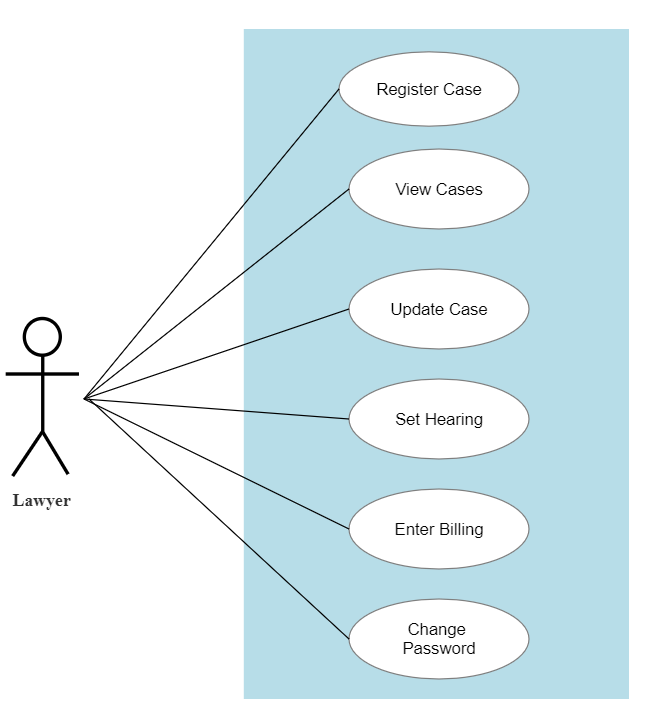 Register Case
View Cases
Update Case
Set Hearing
Enter Billing
Change
Password
Lawyer